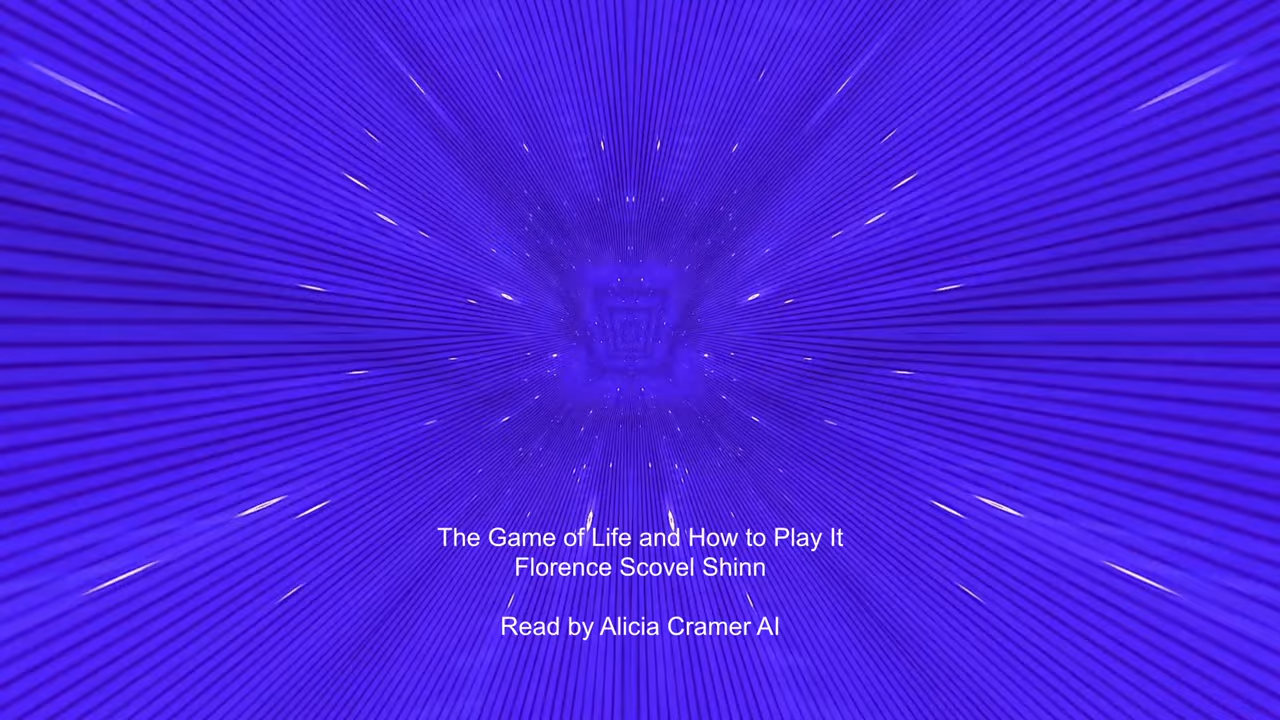 The Game of Life and How to Play It
Florence Scovel Shinn
Read by Alicia Cramer AI